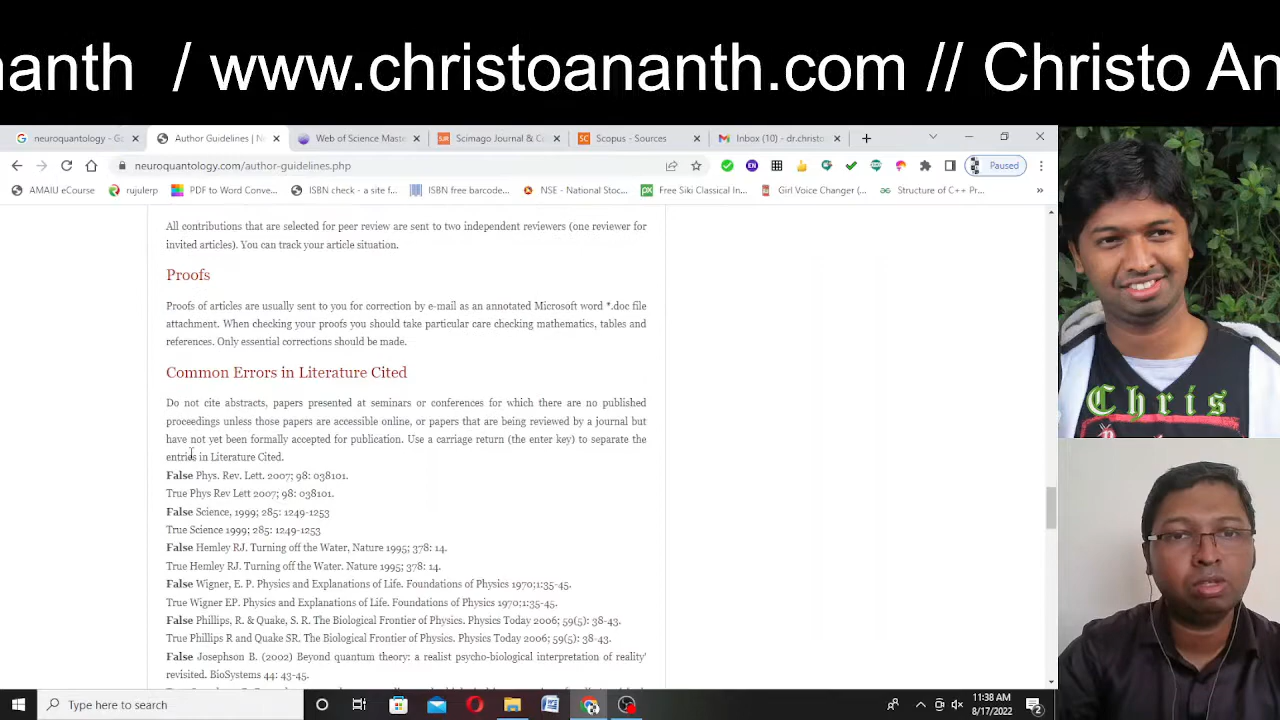 nanth / www.christoananth.com // Christo An
neuroquantology - Go
Author Guidelines | N
Web of Science Mast
Scimago Journal & C
Scopus - Sources
Inbox (10) - dr.christo
neuroquantology.com/author-guidelines.php
Paused
AMAIU eCourse
rujulerp
PDF to Word Conve...
ISBN check - a site f...
ISBN free barcode...
NSE - National Stoc...
Free Siki Classical In...
Girl Voice Changer (...
Structure of C++ Pr...
All contributions that are selected for peer review are sent to two independent reviewers (one reviewer for
invited articles). You can track your article situation.
Proofs
Proofs of articles are usually sent to you for correction by e-mail as an annotated Microsoft word *.doc file
attachment. When checking your proofs you should take particular care checking mathematics, tables and
references. Only essential corrections should be made.
Common Errors in Literature Cited
Do not cite abstracts, papers presented at seminars or conferences for which there are no published
proceedings unless those papers are accessible online, or papers that are being reviewed by a journal but
have not yet been formally accepted for publication. Use a carriage return (the enter key) to separate the
entries in Literature Cited.
False Phys. Rev. Lett. 2007; 98: 038101.
True Phys Rev Lett 2007; 98: 038101.
False Science, 1999; 285: 1249-1253
True Science 1999; 285: 1249-1253
False Hemley RJ. Turning off the Water, Nature 1995; 378: 14.
True Hemley RJ. Turning off the Water. Nature 1995; 378: 14.
False Wigner, E. P. Physics and Explanations of Life. Foundations of Physics 1970;1:35-45.
True Wigner EP. Physics and Explanations of Life. Foundations of Physics 1970;1:35-45.
False Phillips, R. & Quake, S. R. The Biological Frontier of Physics. Physics Today 2006; 59(5): 38-43.
True Phillips R and Quake SR. The Biological Frontier of Physics. Physics Today 2006; 59(5): 38-43.
False Josephson B. (2002) Beyond quantum theory: a realist psycho-biological interpretation of reality'
revisited. BioSystems 44: 43-45.
Chris
Type here to search
11:38 AM
8/17/2022
2